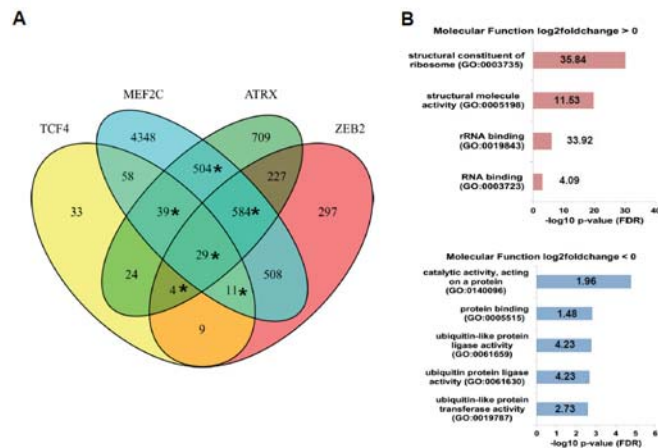 A
MEF2C
ATRX
TCF4
ZEB2
4348
709
58
504*
227
33
39*
584*
297
29*
24
508
4*
11*
9
B
Molecular Function log2foldchange > 0
structural constituent of
ribosome (GO:0003735)
35.84
structural molecule
activity (GO:0005198)
11.53
rRNA binding
(GO:0019843)
33.92
RNA binding
(GO:0003723)
4.09
0 10 20 30 40
-log10 p-value (FDR)
Molecular Function log2foldchange < 0
catalytic activity, acting
on a protein
(GO:0140096)
1.96
protein binding
(GO:0005515)
1.48
ubiquitin-like protein
ligase activity
(GO:0061659)
4.23
ubiquitin protein ligase
activity (GO:0061630)
4.23
ubiquitin-like protein
transferase activity
(GO:0019787)
2.73
0 1 2 3 4 5 6
-log10 p-value (FDR)